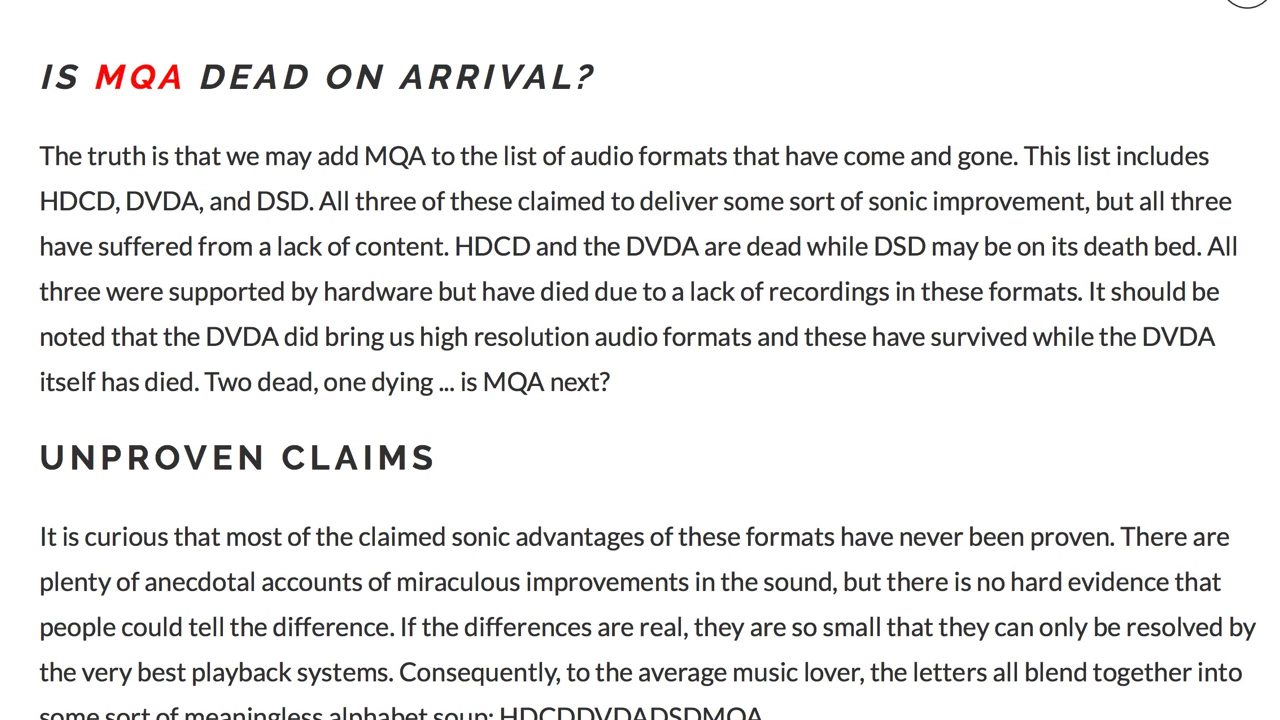 IS MQA DEAD ON ARRIVAL?
The truth is that we may add MQA to the list of audio formats that have come and gone. This list includes
HDCD, DVDA, and DSD. All three of these claimed to deliver some sort of sonic improvement, but all three
have suffered from a lack of content. HDCD and the DVDA are dead while DSD may be on its death bed. All
three were supported by hardware but have died due to a lack of recordings in these formats. It should be
noted that the DVDA did bring us high resolution audio formats and these have survived while the DVDA
itself has died. Two dead, one dying ... is MQA next?
UNPROVEN CLAIMS
It is curious that most of the claimed sonic advantages of these formats have never been proven. There are
plenty of anecdotal accounts of miraculous improvements in the sound, but there is no hard evidence that
people could tell the difference. If the differences are real, they are so small that they can only be resolved by
the very best playback systems. Consequently, to the average music lover, the letters all blend together into
some sort of meaningless alphabet soup: HDCDDVDADSDMQA